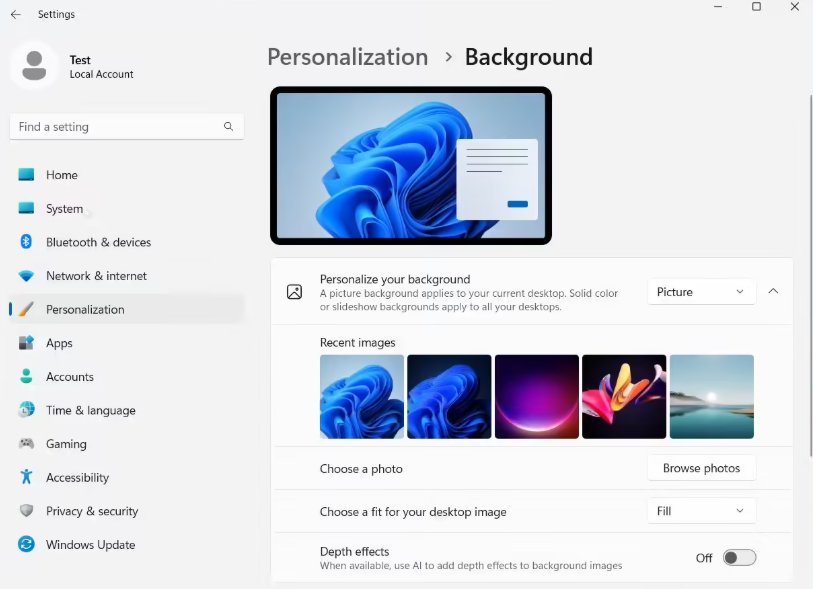 Settings
Test
Local Account
Find a setting
Home
System
Bluetooth & devices
Network & internet
Personalization
Apps
Accounts
Time & language
Gaming
Accessibility
Privacy & security
Windows Update
Personalization > Background
Personalize your background
A picture background applies to your current desktop. Solid color
or slideshow backgrounds apply to all your desktops.
Picture
Recent images
Choose a photo
Browse photos
Choose a fit for your desktop image
Fill
Depth effects
When available, use AI to add depth effects to background images
Off